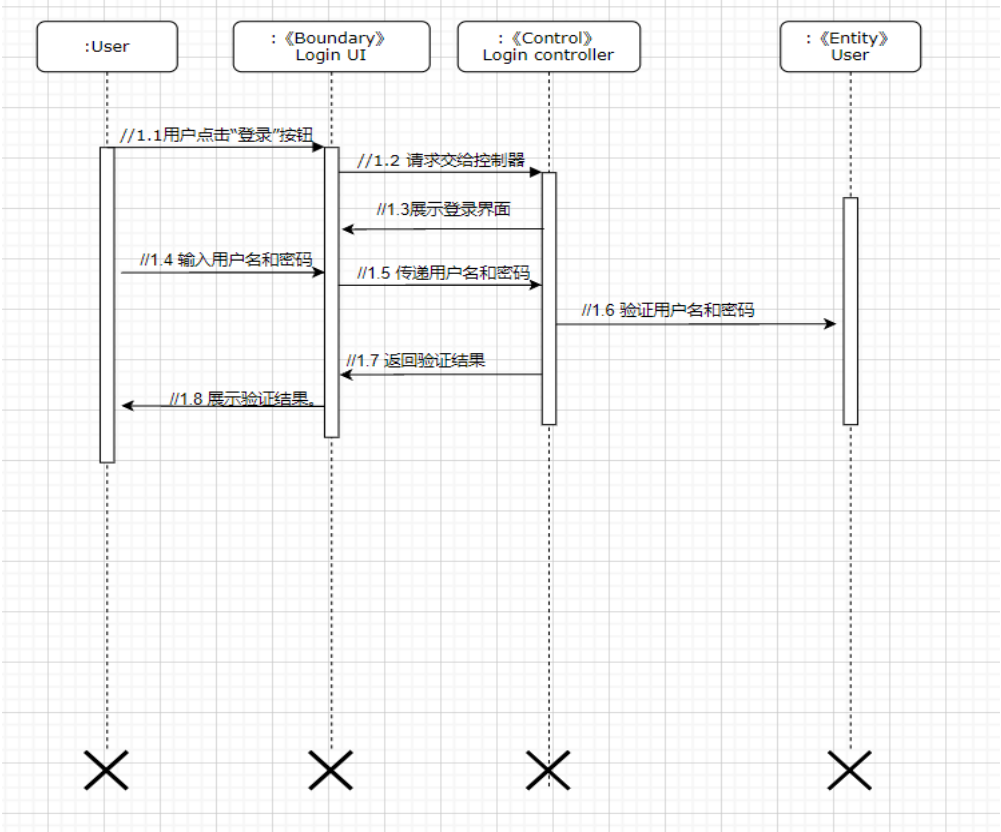 :User
:《Boundary》
Login UI
:《Control》
Login controller
:《Entity》
User
//1.1用户点击“登录”按钮
//1.2 请求交给控制器
//1.3展示登录界面
//1.4 输入用户名和密码
//1.5 传递用户名和密码
//1.6 验证用户名和密码
//1.7 返回验证结果
//1.8 展示验证结果。